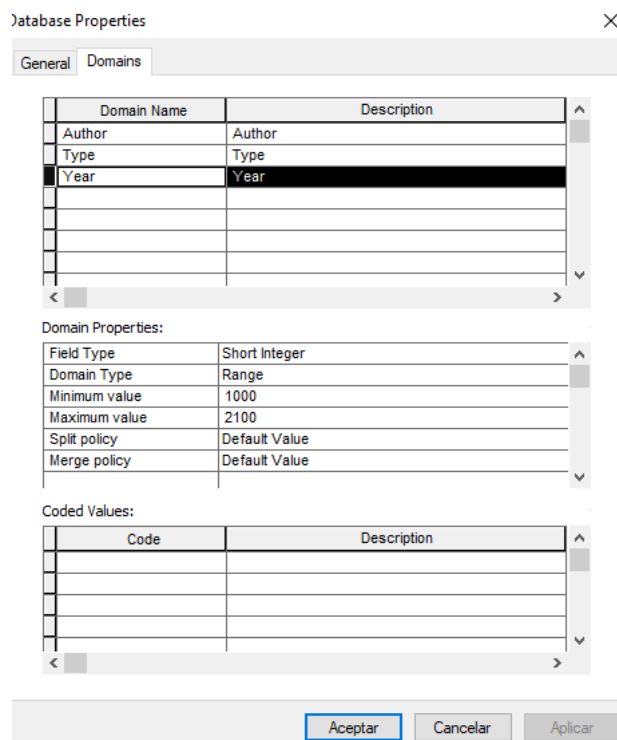 Database Properties
General Domains
Domain Name Description
Author Author
Type Type
Year Year
Domain Properties:
Field Type Short Integer
Domain Type Range
Minimum value 1000
Maximum value 2100
Split policy Default Value
Merge policy Default Value
Coded Values:
Code Description
Aceptar Cancelar Aplicar